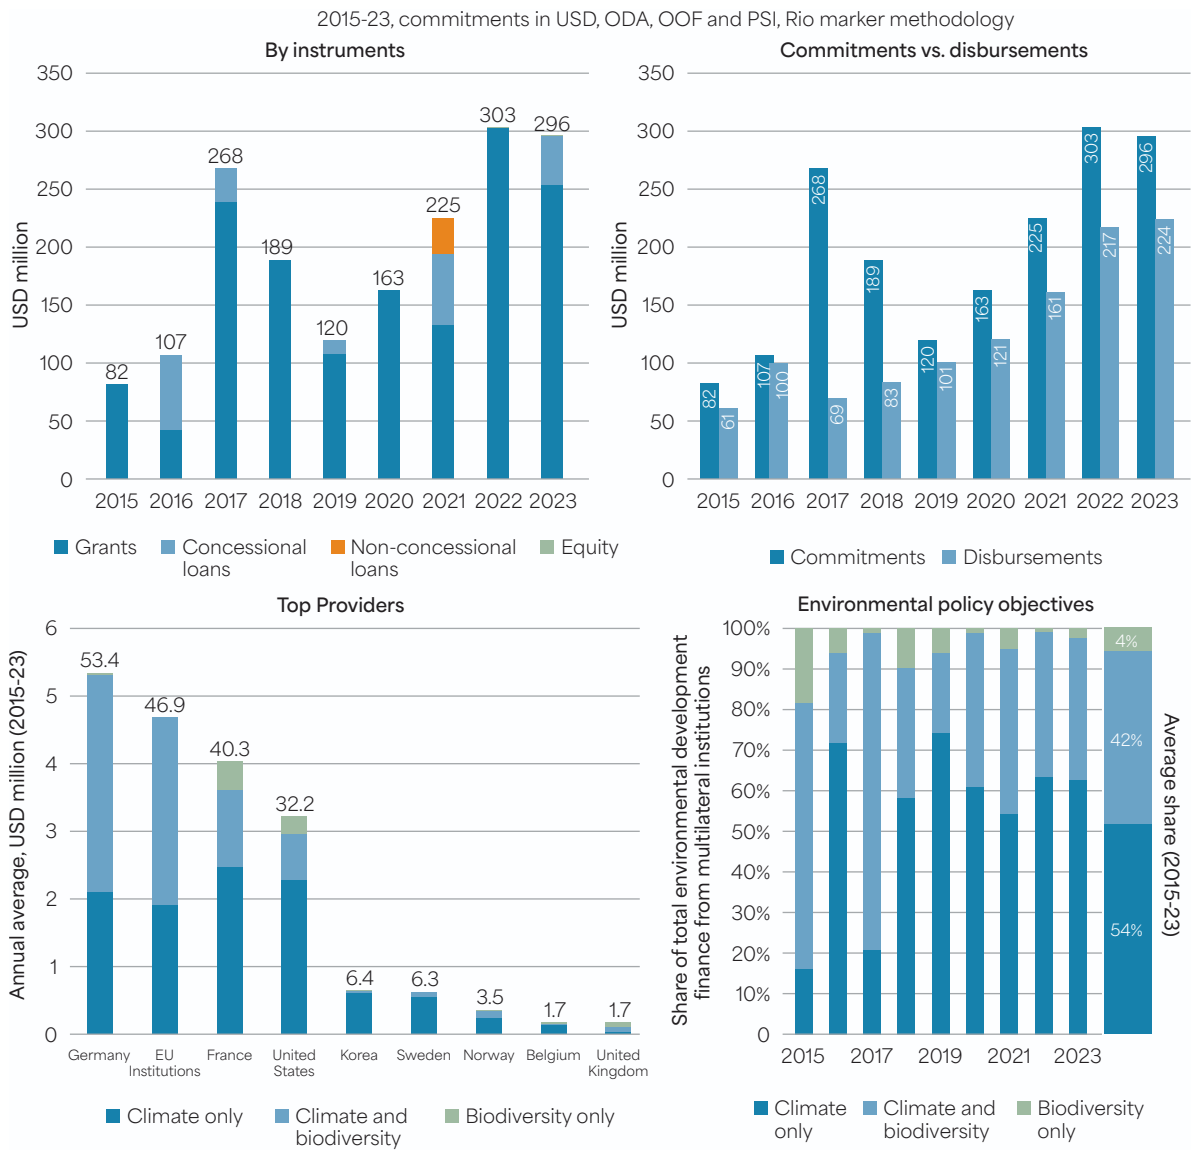 2015-23, commitments in USD, ODA, OOF and PSI, Rio marker methodology
By instruments
350
300
250
200
150
100
50
0
USD million
82
107
268
189
120
163
225
303
296
2015 2016 2017 2018 2019 2020 2021 2022 2023
Grants
Concessional
loans
Non-concessional
loans
Equity
Commitments vs. disbursements
350
300
250
200
150
100
50
0
USD million
82
61
107
100
268
69
189
83
120
101
163
121
225
161
303
217
296
224
2015 2016 2017 2018 2019 2020 2021 2022 2023
Commitments
Disbursements
Top Providers
6
5
4
3
2
1
0
Annual average, USD million (2015-23)
53.4
46.9
40.3
32.2
6.4
6.3
3.5
1.7
1.7
Germany
EU
Institutions
France
United
States
Korea
Sweden
Norway
Belgium
United
Kingdom
Climate only
Climate and
biodiversity
Biodiversity only
Environmental policy objectives
100%
90%
80%
70%
60%
50%
40%
30%
20%
10%
0
Share of total environmental development
finance from multilateral institutions
4%
42%
54%
Average share (2015-23)
2015 2017 2019 2021 2023
Climate
only
Climate and
biodiversity
Biodiversity
only